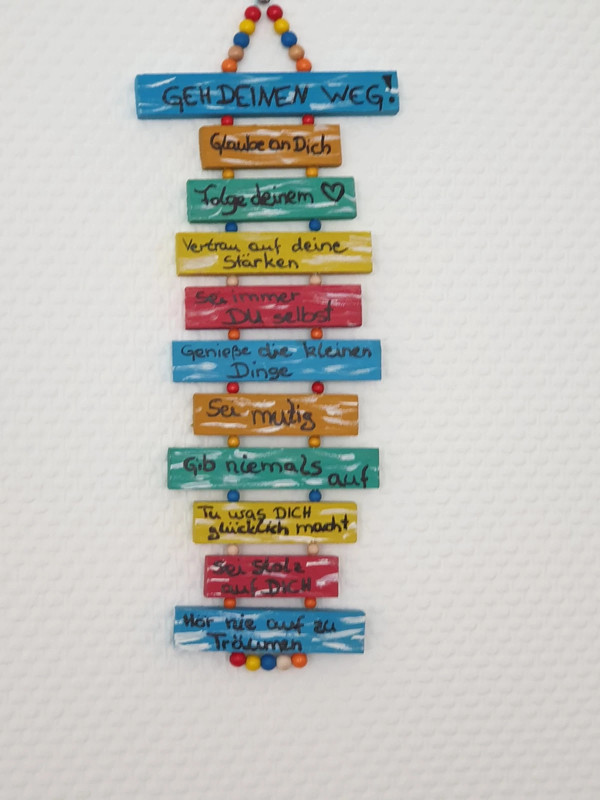 GEH DEINEN WEG!
Glaube an Dich
Folge deinem ♡
Vertrau auf deine
Stärken
Sei immer
DU selbst
Genieße die kleinen
Dinge
Sei mutig
Gib niemals
auf
Tu was DICH
glücklich macht
Sei Stolz
auf DICH
Hör nie auf zu
Träumen